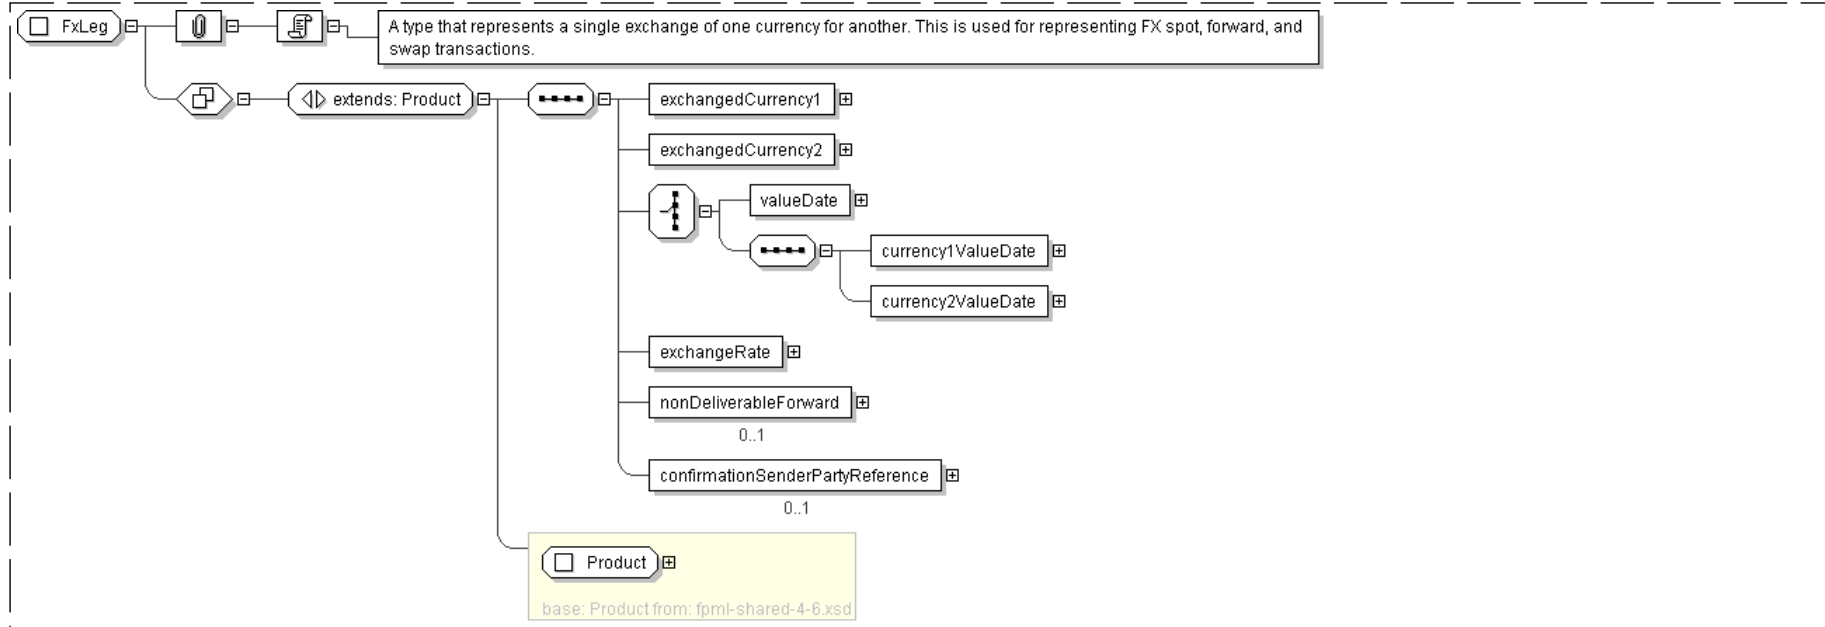 FxLeg
A type that represents a single exchange of one currency for another. This is used for representing FX spot, forward, and
swap transactions.
extends: Product
exchangedCurrency1
exchangedCurrency2
valueDate
currency1ValueDate
currency2ValueDate
exchangeRate
nonDeliverableForward
0..1
confirmationSenderPartyReference
0..1
Product
base: Product from: fpml-shared-4-6.xsd